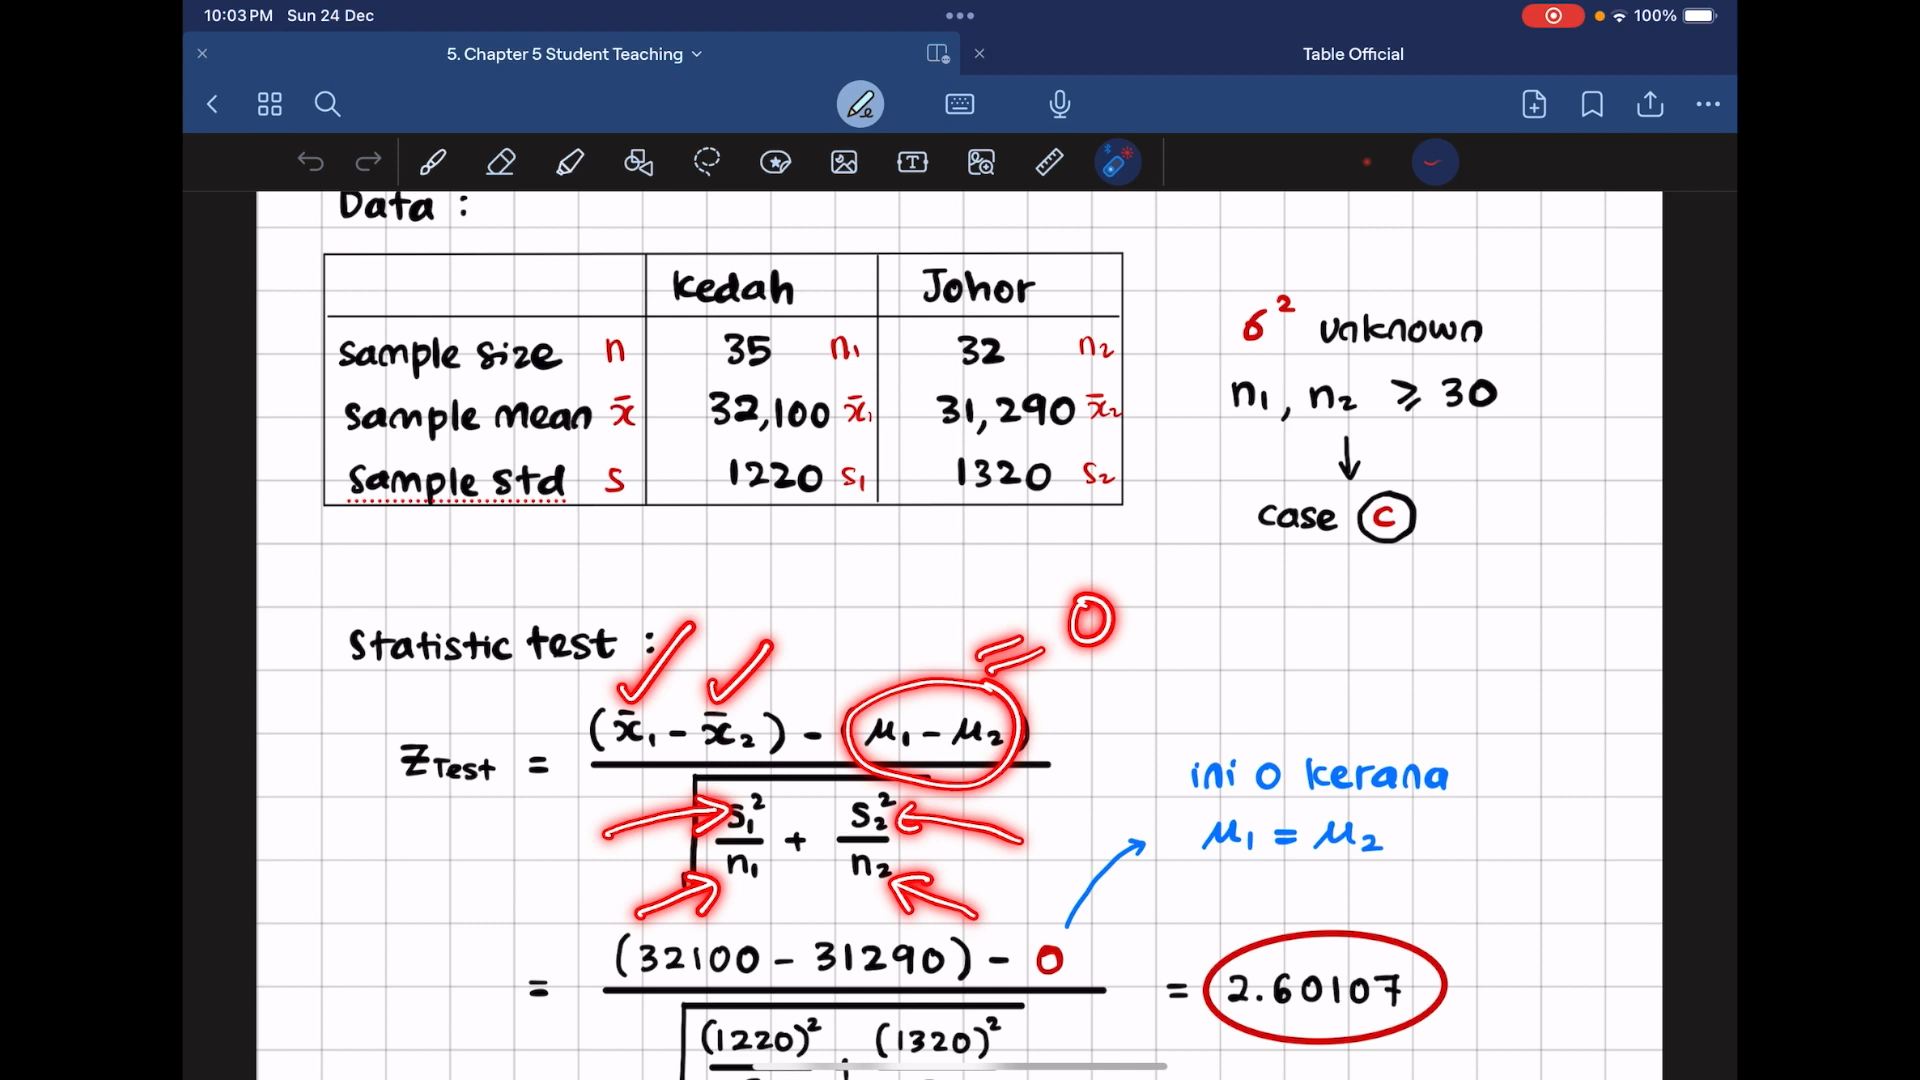 10:03 PM Sun 24 Dec 100%
5. Chapter 5 Student Teaching Table Official
Data :
Kedah Johor
sample size n 35 n₁ 32 n₂
sample mean x̄ 32,100 x̄₁ 31,290 x̄₂
sample std s 1220 s₁ 1320 s₂
σ² unknown
n₁, n₂ ⩾ 30
↓
case C
Statistic test :
= 0
Z_Test = (x̄₁ - x̄₂) - (μ₁ - μ₂)
s₁² + s₂²
n₁ n₂
ini 0 kerana
μ₁ = μ₂
= (32100 - 31290) - 0 = 2.60107
(1220)² + (1320)²